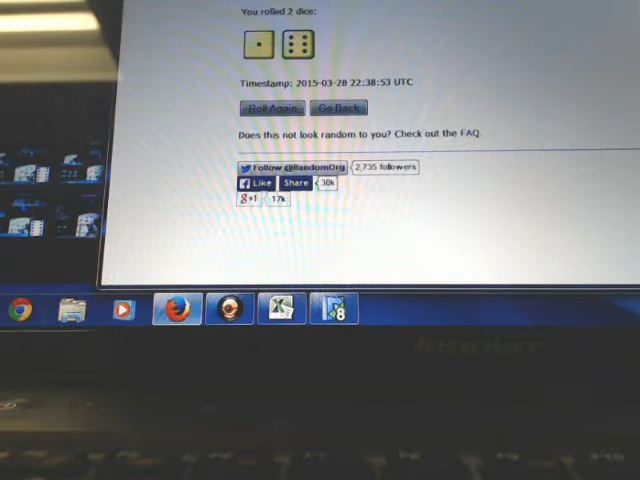 You rolled 2 dice:
Timestamp: 2015-03-28 22:38:53 UTC
Roll Again Go Back
Does this not look random to you? Check out the FAQ.
Follow @RandomOrg 2,735 followers
Like Share 30k
g+1 17k
8